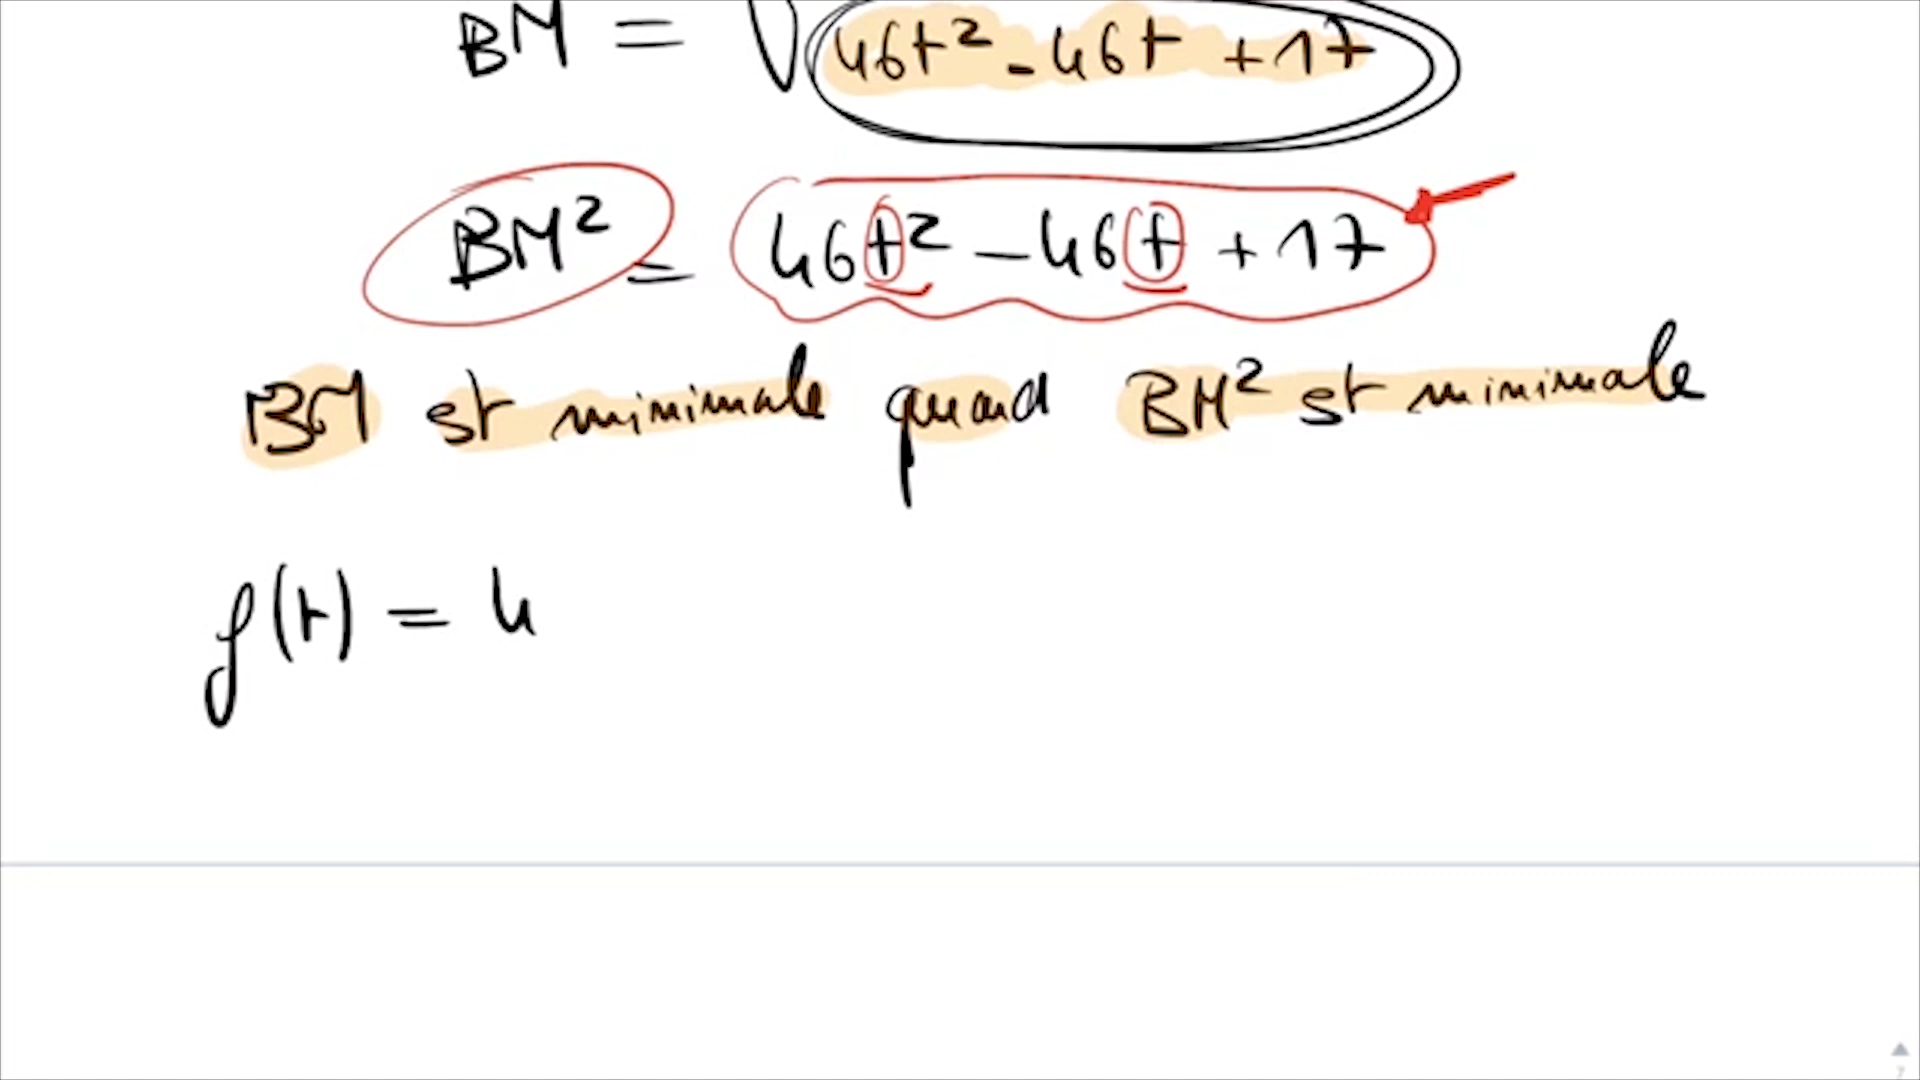 BM = √46t² - 46t + 17
BM² = 46t² - 46t + 17
BM est minimale quand BM² est minimale
f(t) = 4